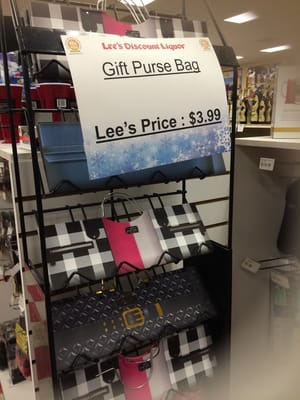 Lee's Discount Liquor
Gift Purse Bag
Lee's Price : $3.99